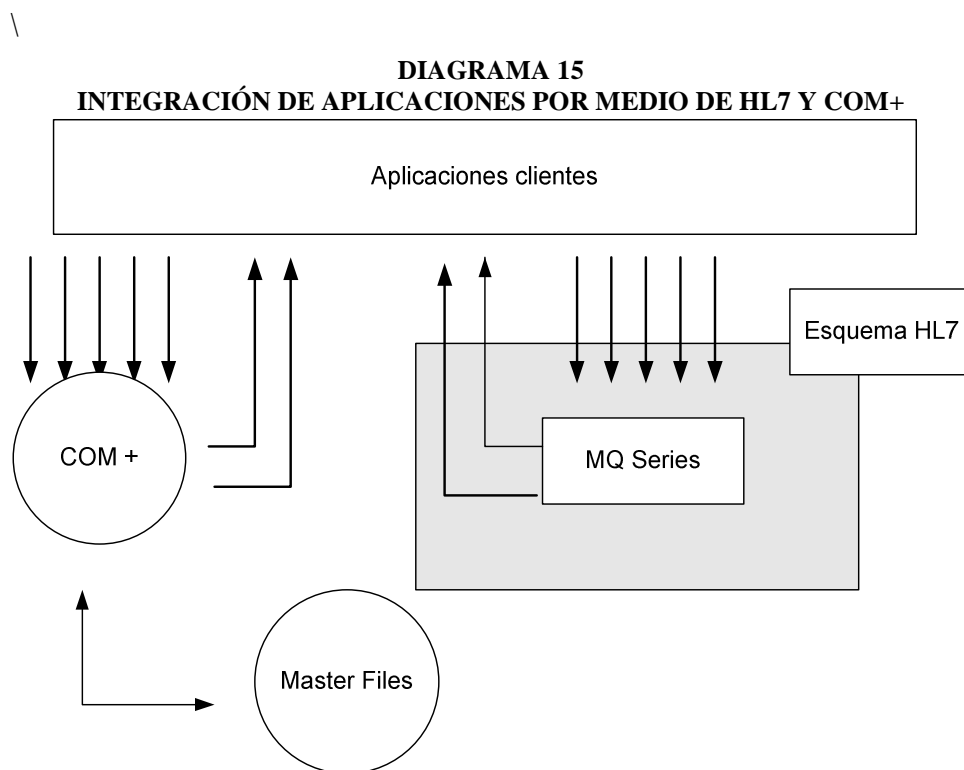 \
DIAGRAMA 15
INTEGRACIÓN DE APLICACIONES POR MEDIO DE HL7 Y COM+
Aplicaciones clientes
Esquema HL7
COM +
MQ Series
Master Files